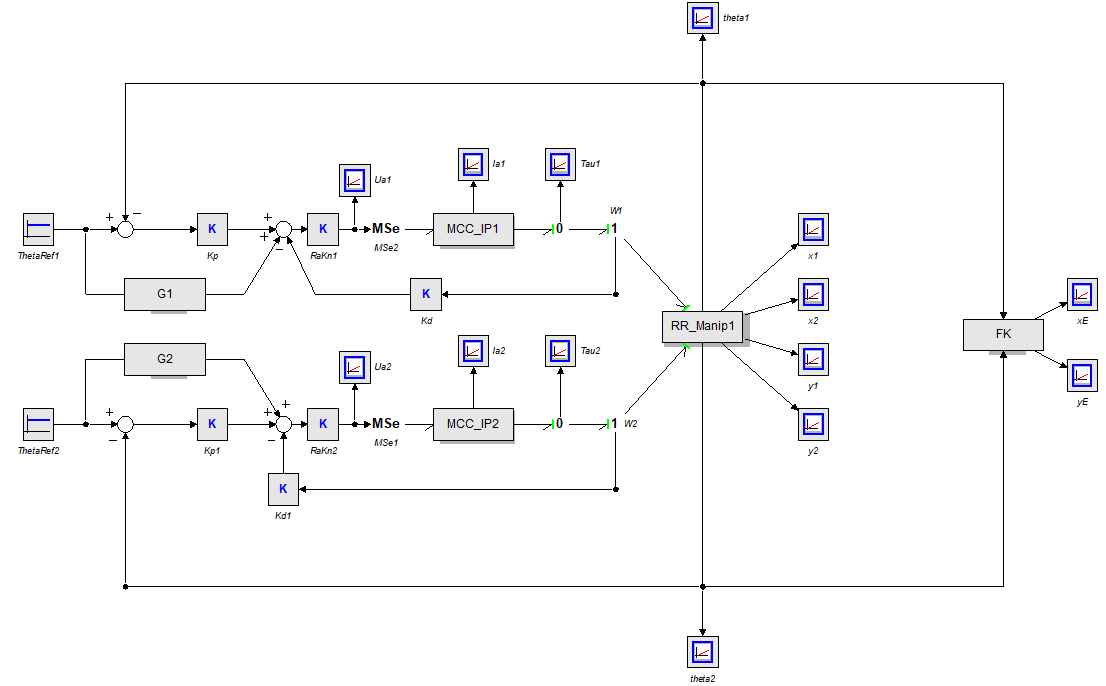 theta1
Ua1
Ia1
Tau1
W1
+
−
K
+
+
−
K
MSe
MCC_IP1
0
1
ThetaRef1
Kp
RaKn1
MSe2
x1
G1
K
Kd
x2
xE
RR_Manip1
FK
G2
Ua2
Ia2
Tau2
y1
yE
+
−
K
+
+
−
K
MSe
MCC_IP2
0
1
W2
ThetaRef2
Kp1
RaKn2
MSe1
y2
K
Kd1
theta2